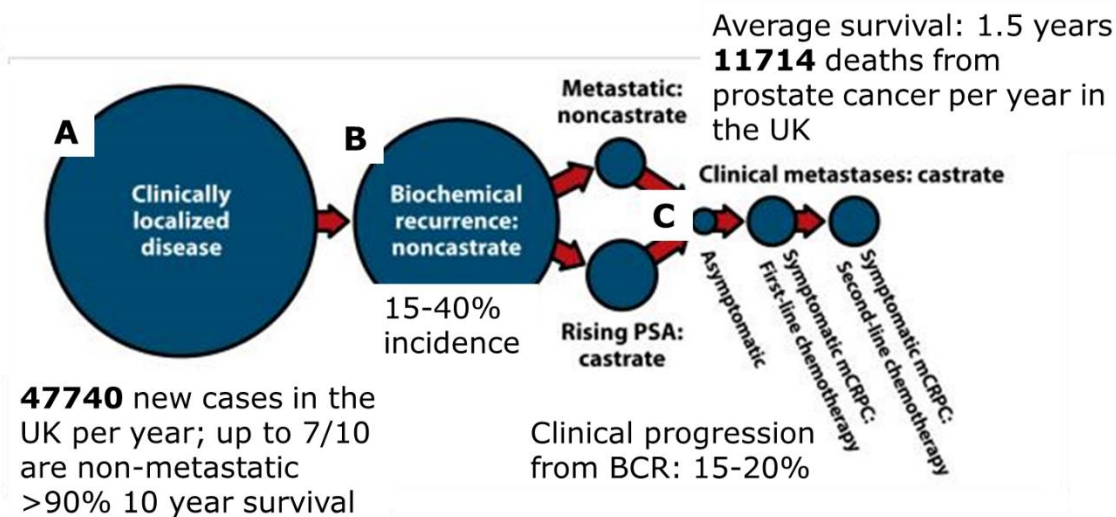 Average survival: 1.5 years
11714 deaths from
prostate cancer per year in
the UK
A
Clinically
localized
disease
B
Biochemical
recurrence:
noncastrate
15-40%
incidence
Metastatic:
noncastrate
Rising PSA:
castrate
C
Clinical metastases: castrate
Asymptomatic
Symptomatic mCRPC:
First-line chemotherapy
Symptomatic mCRPC:
Second-line chemotherapy
47740 new cases in the
UK per year; up to 7/10
are non-metastatic
>90% 10 year survival
Clinical progression
from BCR: 15-20%